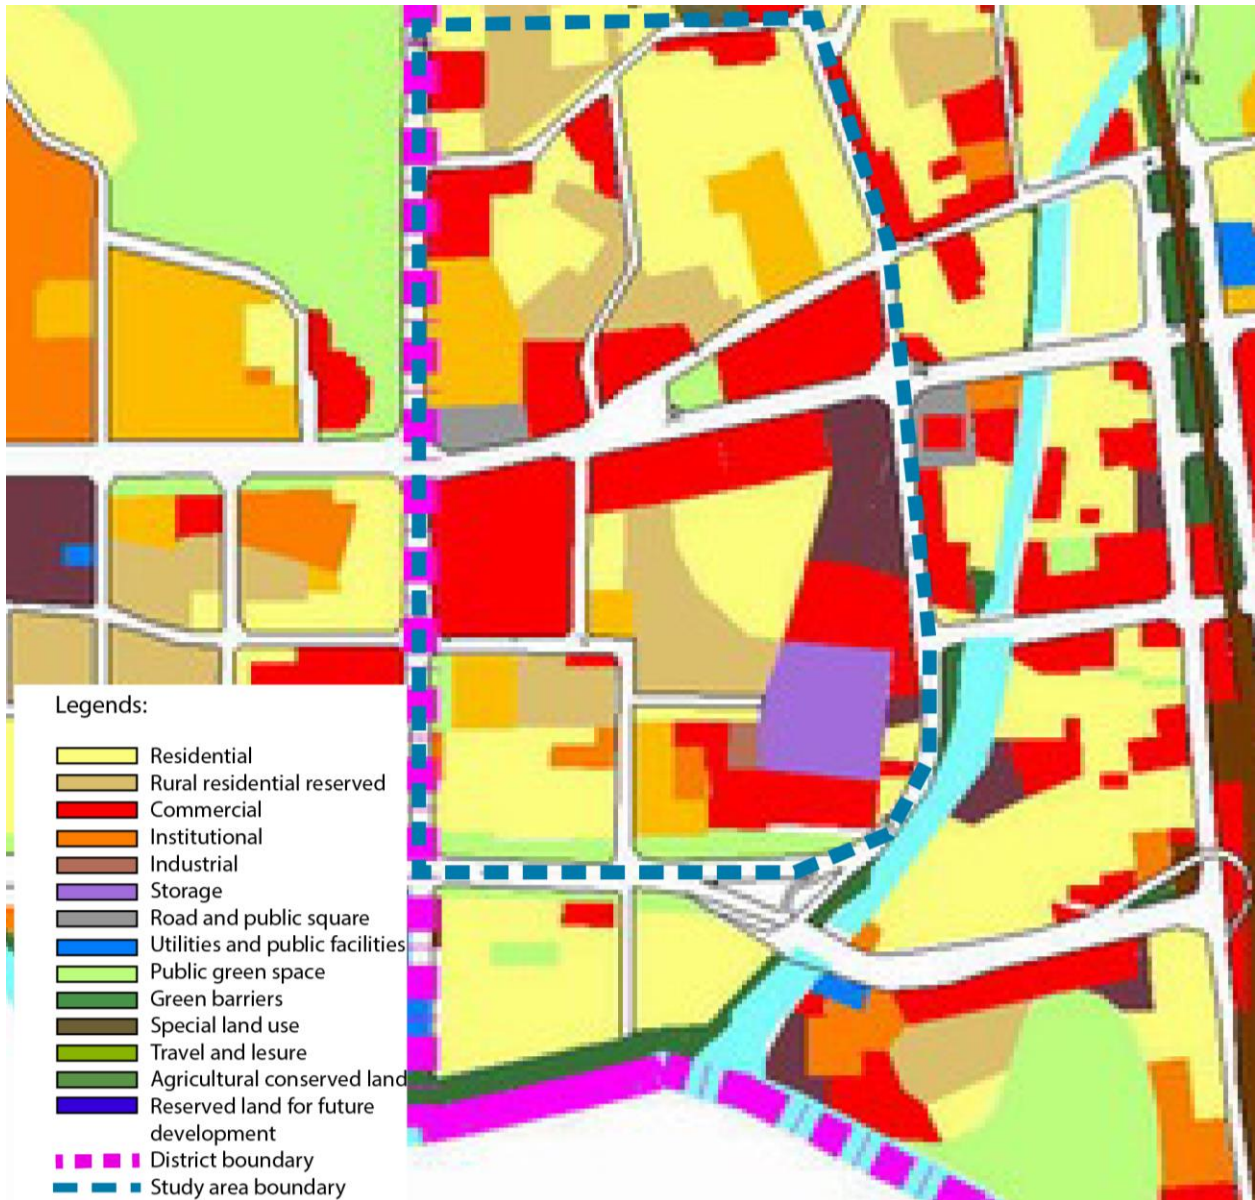 Legends:
Residential
Rural residential reserved
Commercial
Institutional
Industrial
Storage
Road and public square
Utilities and public facilities
Public green space
Green barriers
Special land use
Travel and lesure
Agricultural conserved land
Reserved land for future
development
District boundary
Study area boundary